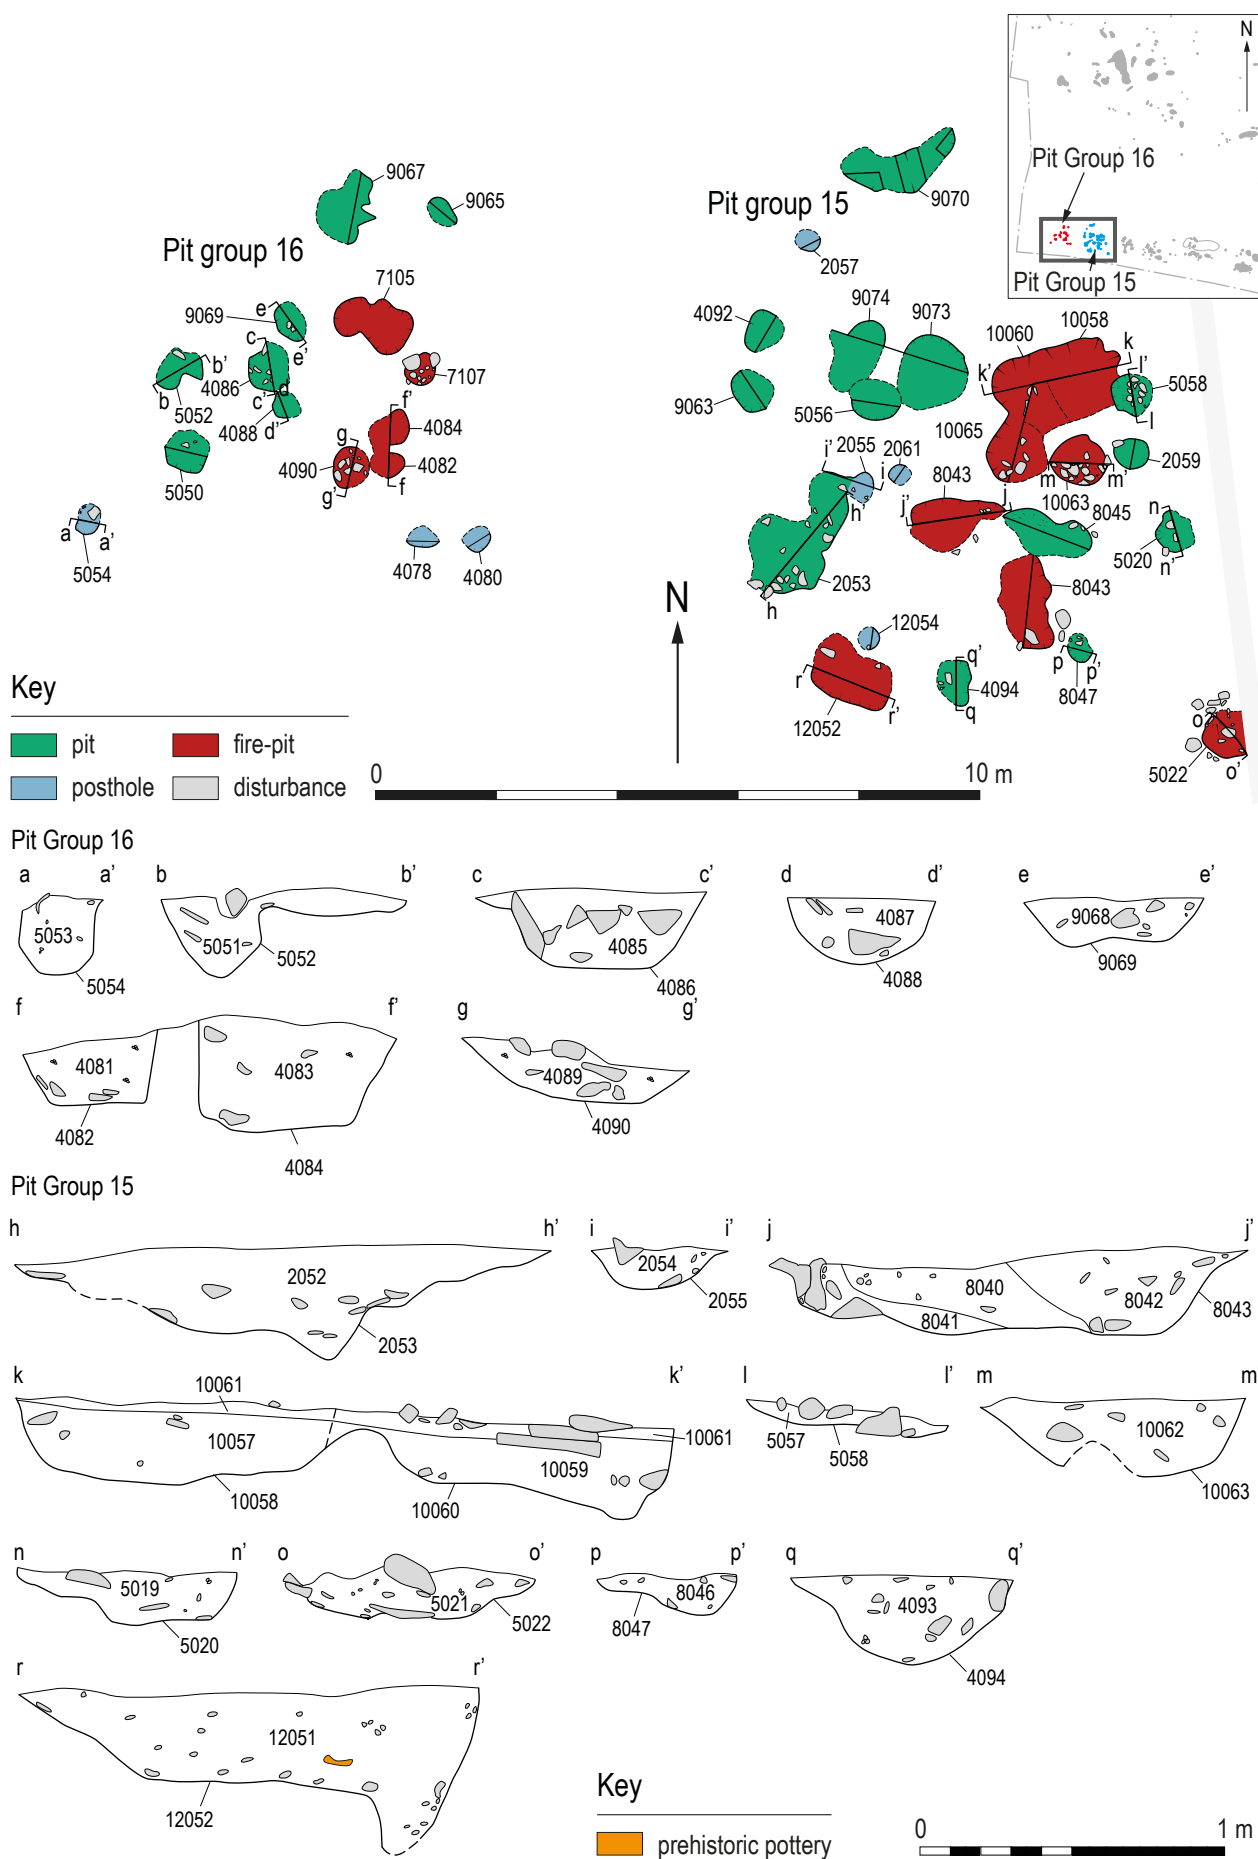 N
Pit Group 16
Pit Group 15
9067
9065
Pit group 15
9070
Pit group 16
2057
7105
9074
9073
4092
10058
10060
e
9069
c
e'
b'
k
k'
l'
5058
4086
7107
b
d
f'
5052
c'
9063
5056
l
4088
d'
4084
g
10065
2055
2061
i'
i
8043
2059
5050
4090
4082
m
m'
g'
f
h'
j'
j
10063
8045
n
a
a'
5020
5054
4078
4080
n'
2053
h
8043
N
12054
p
p'
q'
r
4094
8047
Key
q
r'
12052
o
pit
fire-pit
5022
o'
posthole
disturbance
0
10 m
Pit Group 16
a
a'
b
b'
c
c'
d
d'
e
e'
5053
5051
4085
4087
9068
5054
5052
4086
4088
9069
f
f'
g
g'
4081
4083
4089
4082
4084
4090
Pit Group 15
h
h'
i
i'
j
j'
2052
2054
8040
8042
8041
2053
2055
8043
k
k'
l
l'
m
m
10061
10057
10061
10059
5057
5058
10062
10058
10060
10063
n
n'
o
o'
p
p'
q
q'
5019
5021
8046
4093
5020
5022
8047
4094
r
r'
12051
12052
Key
prehistoric pottery
0
1 m